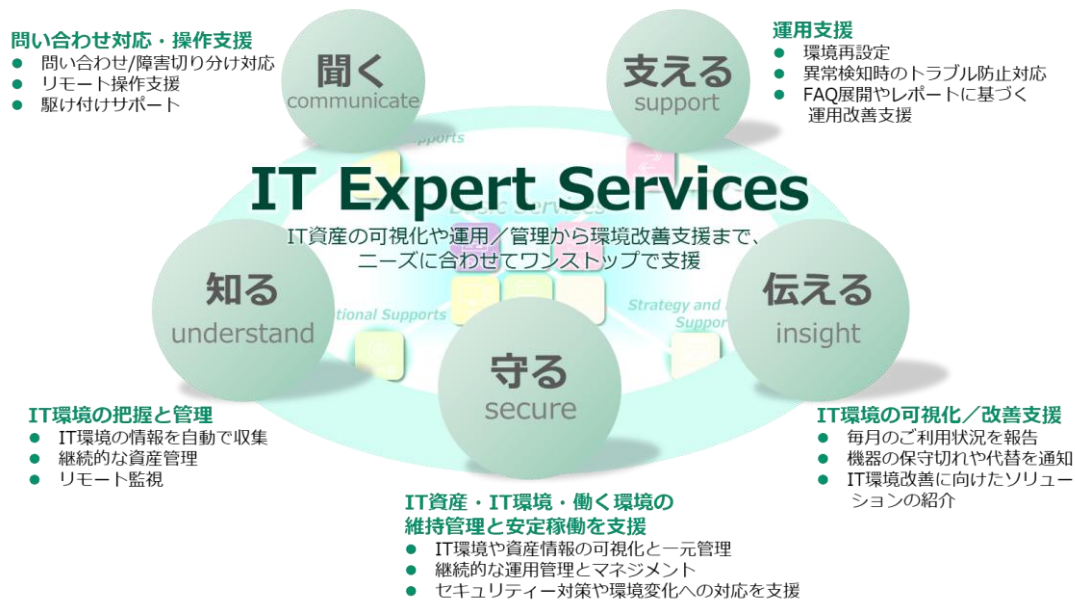 問い合わせ対応・操作支援
● 問い合わせ/障害切り分け対応
● リモート操作支援
● 駆け付けサポート
聞く
communicate
支える
support
運用支援
● 環境再設定
● 異常検知時のトラブル防止対応
● FAQ展開やレポートに基づく
運用改善支援
IT Expert Services
Basic Services
IT資産の可視化や運用／管理から環境改善支援まで、
ニーズに合わせてワンストップで支援
知る
understand
tional Supports
Strategy and
Suppor
伝える
insight
守る
secure
IT環境の把握と管理
● IT環境の情報を自動で収集
● 継続的な資産管理
● リモート監視
IT資産・IT環境・働く環境の
維持管理と安定稼働を支援
● IT環境や資産情報の可視化と一元管理
● 継続的な運用管理とマネジメント
● セキュリティー対策や環境変化への対応を支援
IT環境の可視化／改善支援
● 毎月のご利用状況を報告
● 機器の保守切れや代替を通知
● IT環境改善に向けたソリュー
ションの紹介